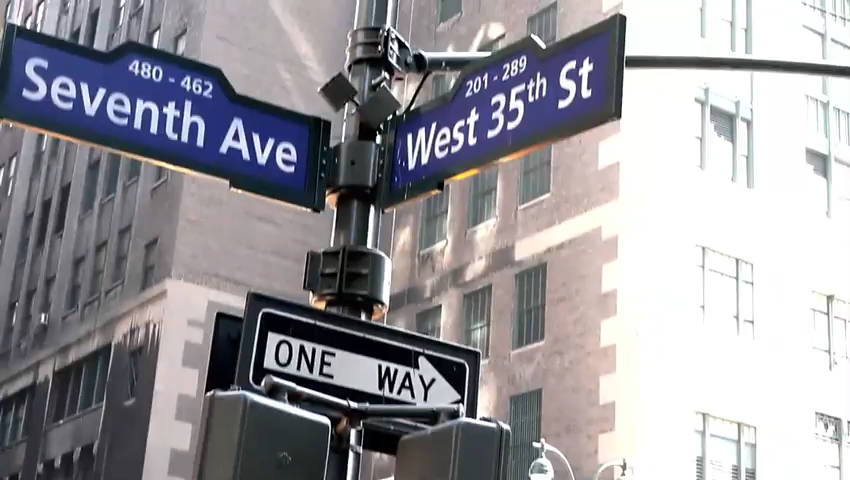 480 - 462
Seventh Ave
201 - 289
West 35th St
ONE WAY